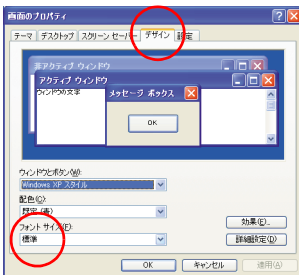 画面のプロパティ
テーマ デスクトップ スクリーン セーバー デザイン 設定
非アクティブ ウィンドウ
アクティブ ウィンドウ
ウィンドウの文字
メッセージ ボックス
OK
ウィンドウとボタン(W):
Windows XP スタイル
配色(C):
既定 (青)
フォント サイズ(F):
標準
効果(E)...
詳細設定(D)
OK キャンセル 適用(A)